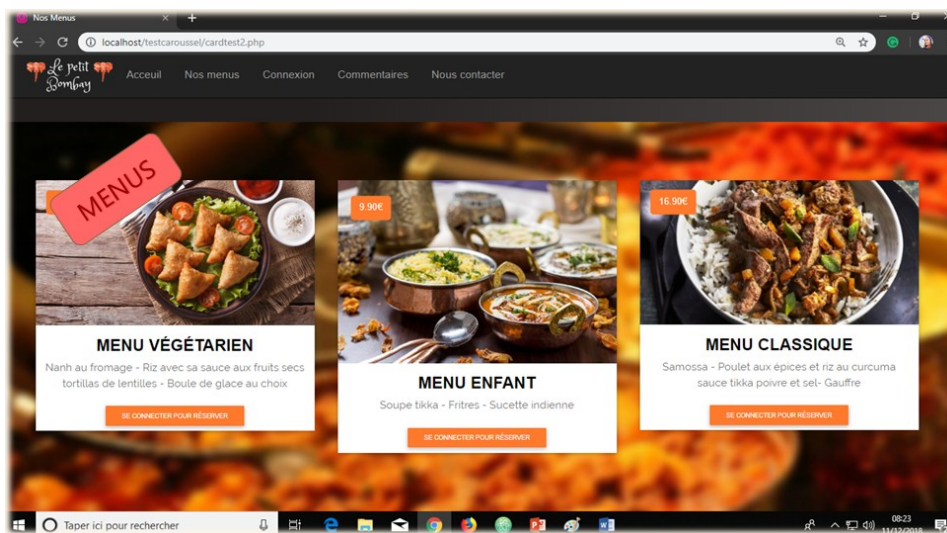 Nos Menus
localhost/testcaroussel/cardtest2.php
Le petit
Bombay
Acceuil
Nos menus
Connexion
Commentaires
Nous contacter
MENUS
MENU VÉGÉTARIEN
Nanh au fromage - Riz avec sa sauce aux fruits secs
tortillas de lentilles - Boule de glace au choix
SE CONNECTER POUR RÉSERVER
9.90€
MENU ENFANT
Soupe tikka - Fritres - Sucette indienne
SE CONNECTER POUR RÉSERVER
16.90€
MENU CLASSIQUE
Samossa - Poulet aux épices et riz au curcuma
sauce tikka poivre et sel- Gauffre
SE CONNECTER POUR RÉSERVER
Taper ici pour rechercher
08:23
11/12/2018